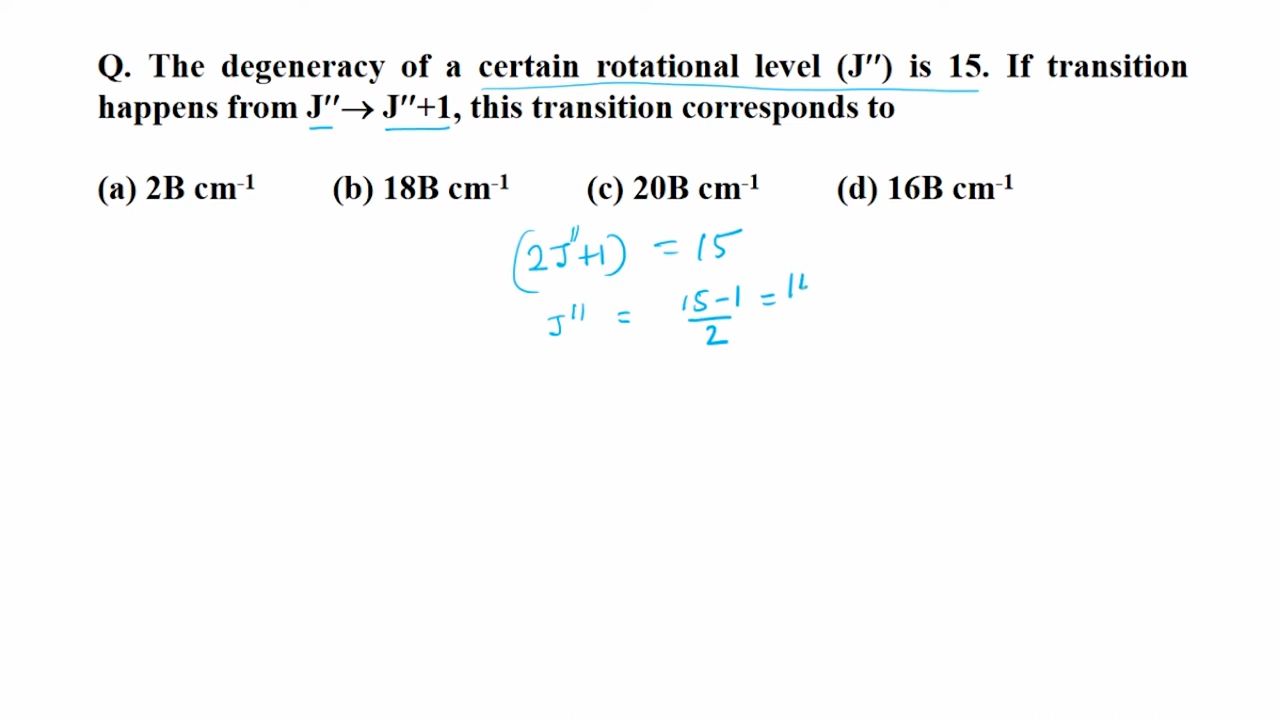 Q. The degeneracy of a certain rotational level (J′′) is 15. If transition
happens from J′′→ J′′+1, this transition corresponds to
(a) 2B cm⁻¹ (b) 18B cm⁻¹ (c) 20B cm⁻¹ (d) 16B cm⁻¹
(2J''+1) = 15
J'' = (15-1)/2 = 14